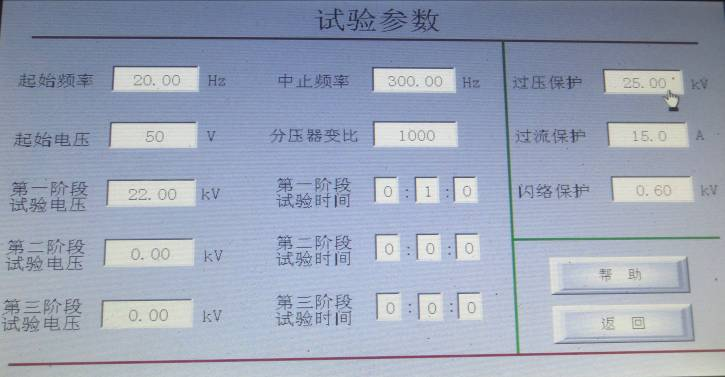 试验参数
起始频率 20.00 Hz 中止频率 300.00 Hz 过压保护 25.00 kV
起始电压 50 V 分压器变比 1000 过流保护 15.0 A
第一阶段
试验电压 22.00 kV 第一阶段
试验时间 0 : 1 : 0 闪络保护 0.60 kV
第二阶段
试验电压 0.00 kV 第二阶段
试验时间 0 : 0 : 0
帮 助
第三阶段
试验电压 0.00 kV 第三阶段
试验时间 0 : 0 : 0
返 回